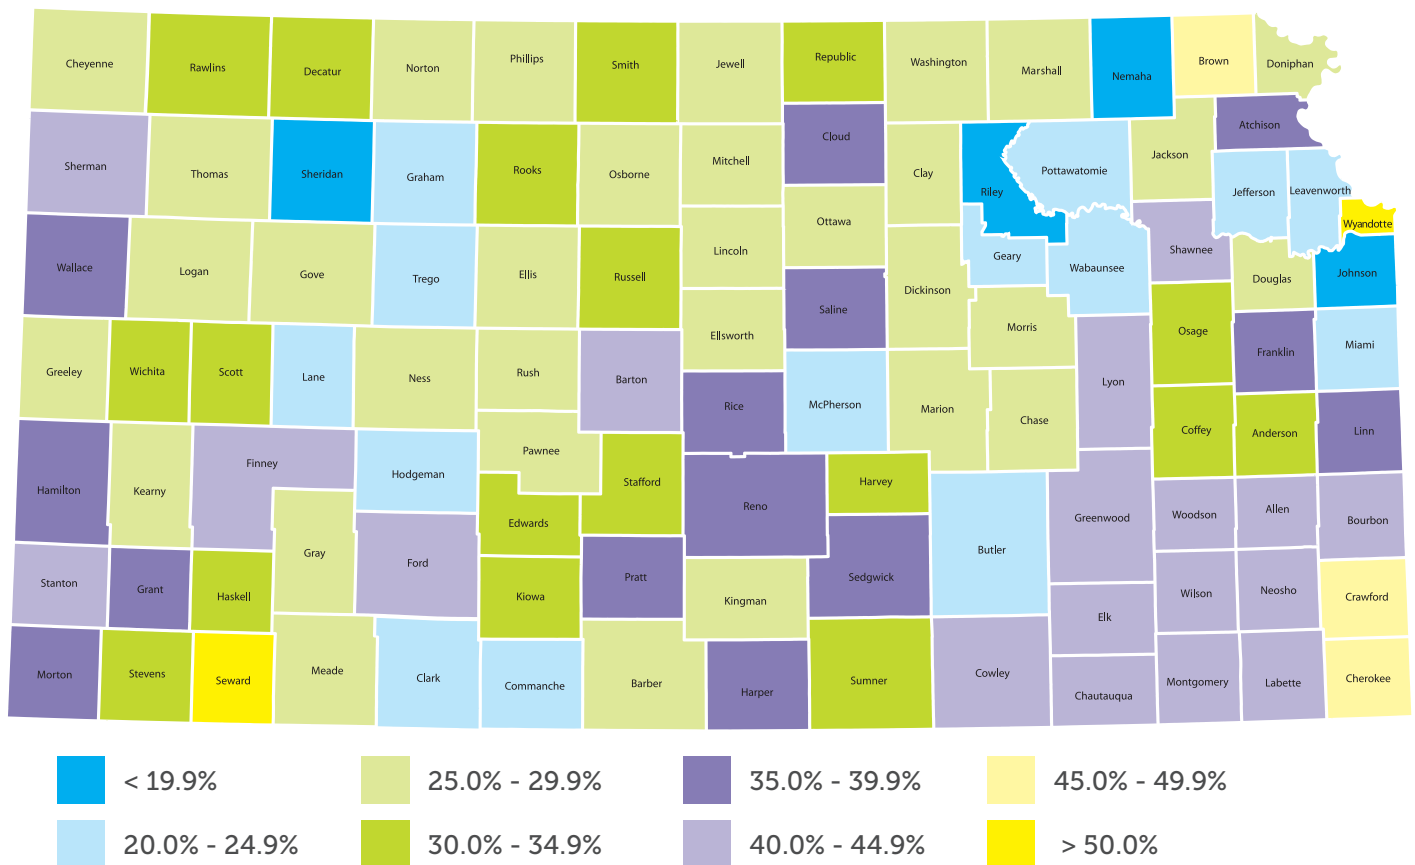 Cheyenne
Rawlins
Decatur
Norton
Phillips
Smith
Jewell
Republic
Washington
Marshall
Nemaha
Brown
Doniphan
Sherman
Thomas
Sheridan
Graham
Rooks
Osborne
Mitchell
Cloud
Clay
Riley
Pottawatomie
Jackson
Atchison
Jefferson
Leavenworth
Wyandotte
Wallace
Logan
Gove
Trego
Ellis
Russell
Lincoln
Ottawa
Saline
Dickinson
Geary
Wabaunsee
Shawnee
Douglas
Johnson
Greeley
Wichita
Scott
Lane
Ness
Rush
Barton
Ellsworth
Rice
McPherson
Marion
Morris
Chase
Lyon
Osage
Franklin
Miami
Coffey
Anderson
Linn
Hamilton
Kearny
Finney
Hodgeman
Pawnee
Stafford
Edwards
Reno
Harvey
Sedgwick
Butler
Greenwood
Woodson
Allen
Bourbon
Stanton
Grant
Haskell
Gray
Ford
Kiowa
Pratt
Kingman
Elk
Wilson
Neosho
Crawford
Morton
Stevens
Seward
Meade
Clark
Commanche
Barber
Harper
Sumner
Cowley
Chautauqua
Montgomery
Labette
Cherokee
< 19.9%
25.0% - 29.9%
35.0% - 39.9%
45.0% - 49.9%
20.0% - 24.9%
30.0% - 34.9%
40.0% - 44.9%
> 50.0%